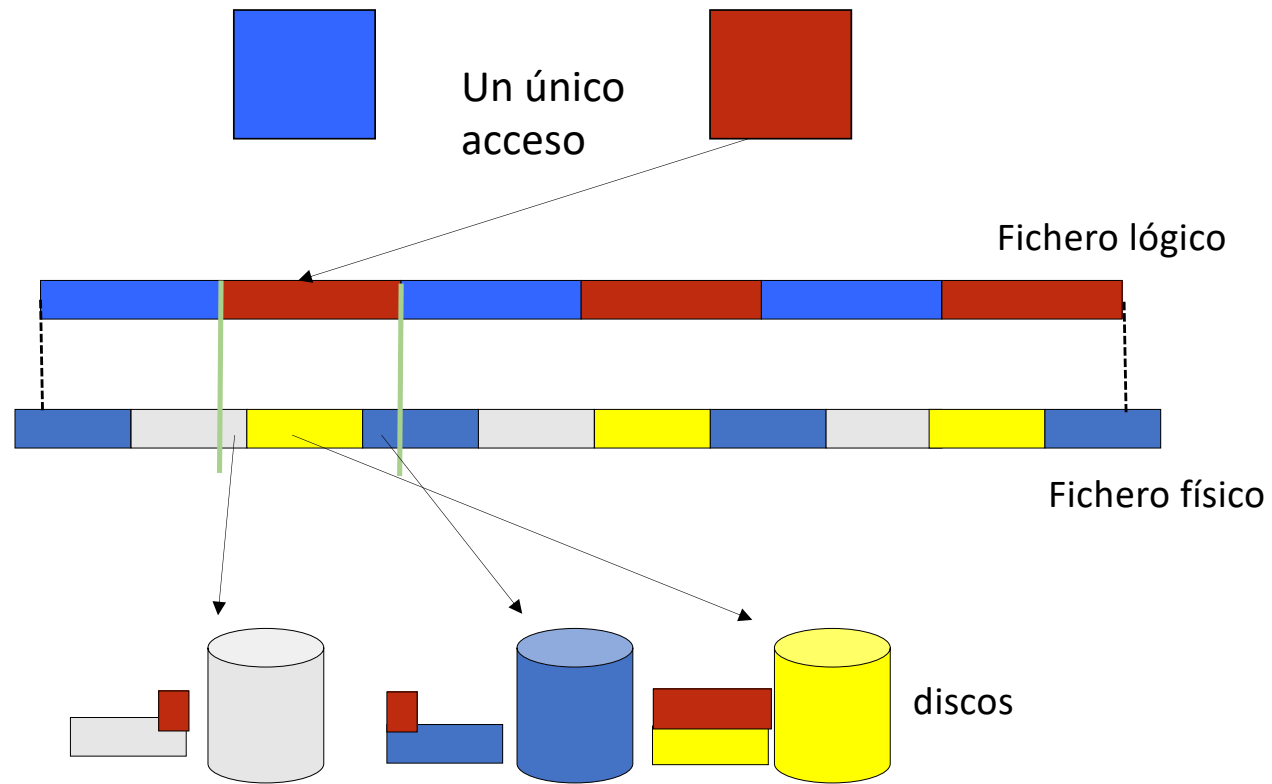 Un único
acceso
Fichero lógico
Fichero físico
discos